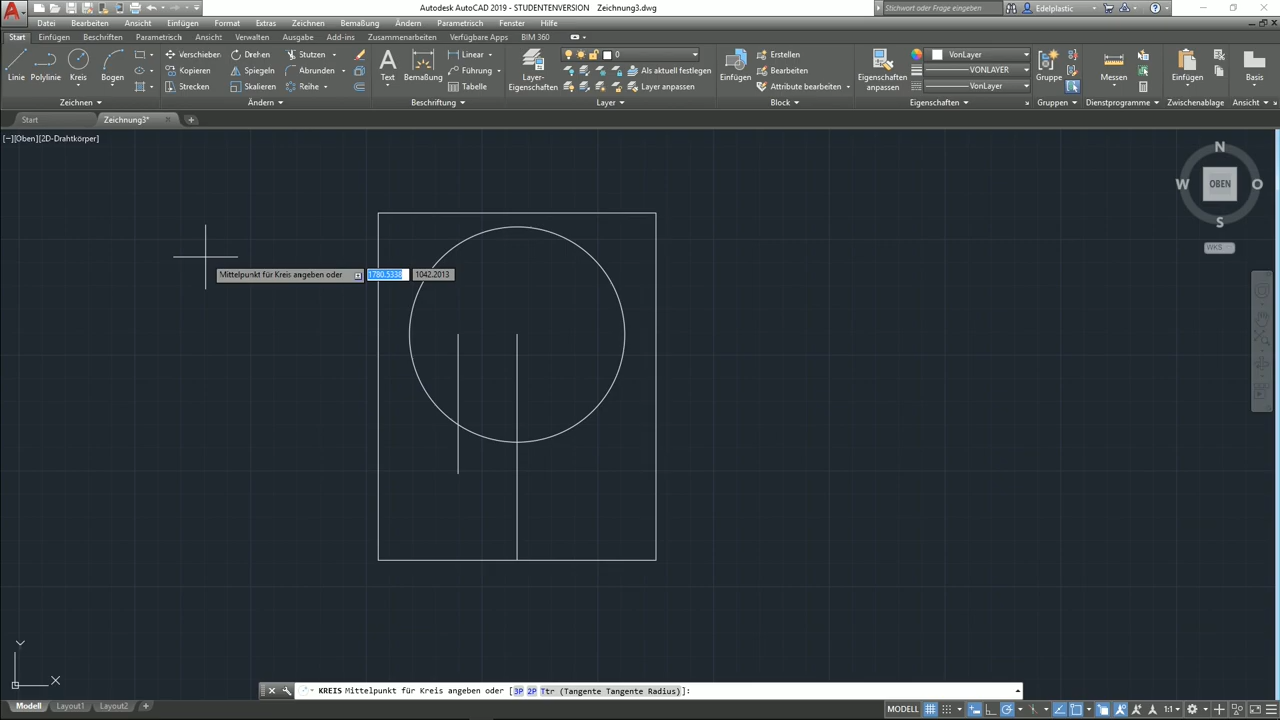 Autodesk AutoCAD 2019 - STUDENTENVERSION Zeichnung3.dwg
Stichwort oder Frage eingeben
Edelplastic
Datei Bearbeiten Ansicht Einfügen Format Extras Zeichnen Bemaßung Ändern Parametrisch Fenster Hilfe
Start Einfügen Beschriften Parametrisch Ansicht Verwalten Ausgabe Add-ins Zusammenarbeiten Verfügbare Apps BIM 360
Linie Polylinie Kreis Bogen
Verschieben Drehen Stutzen
Kopieren Spiegeln Abrunden
Strecken Skalieren Reihe
Text Bemaßung
Linear
Führung
Tabelle
Layer-Eigenschaften
0
Als aktuell festlegen
Layer anpassen
Einfügen
Erstellen
Bearbeiten
Attribute bearbeiten
Eigenschaften anpassen
VonLayer
VONLAYER
VonLayer
Gruppe
Messen
Einfügen
Basis
Zeichnen Ändern Beschriftung Layer Block Eigenschaften Gruppen Dienstprogramme Zwischenablage Ansicht
Start Zeichnung3*
[−][Oben][2D-Drahtkörper]
N
W OBEN O
S
WKS
Mittelpunkt für Kreis angeben oder 1780.5338 1042.2013
Y
X
KREIS Mittelpunkt für Kreis angeben oder [3P 2P Ttr (Tangente Tangente Radius)]:
Modell Layout1 Layout2 +
MODELL 1:1